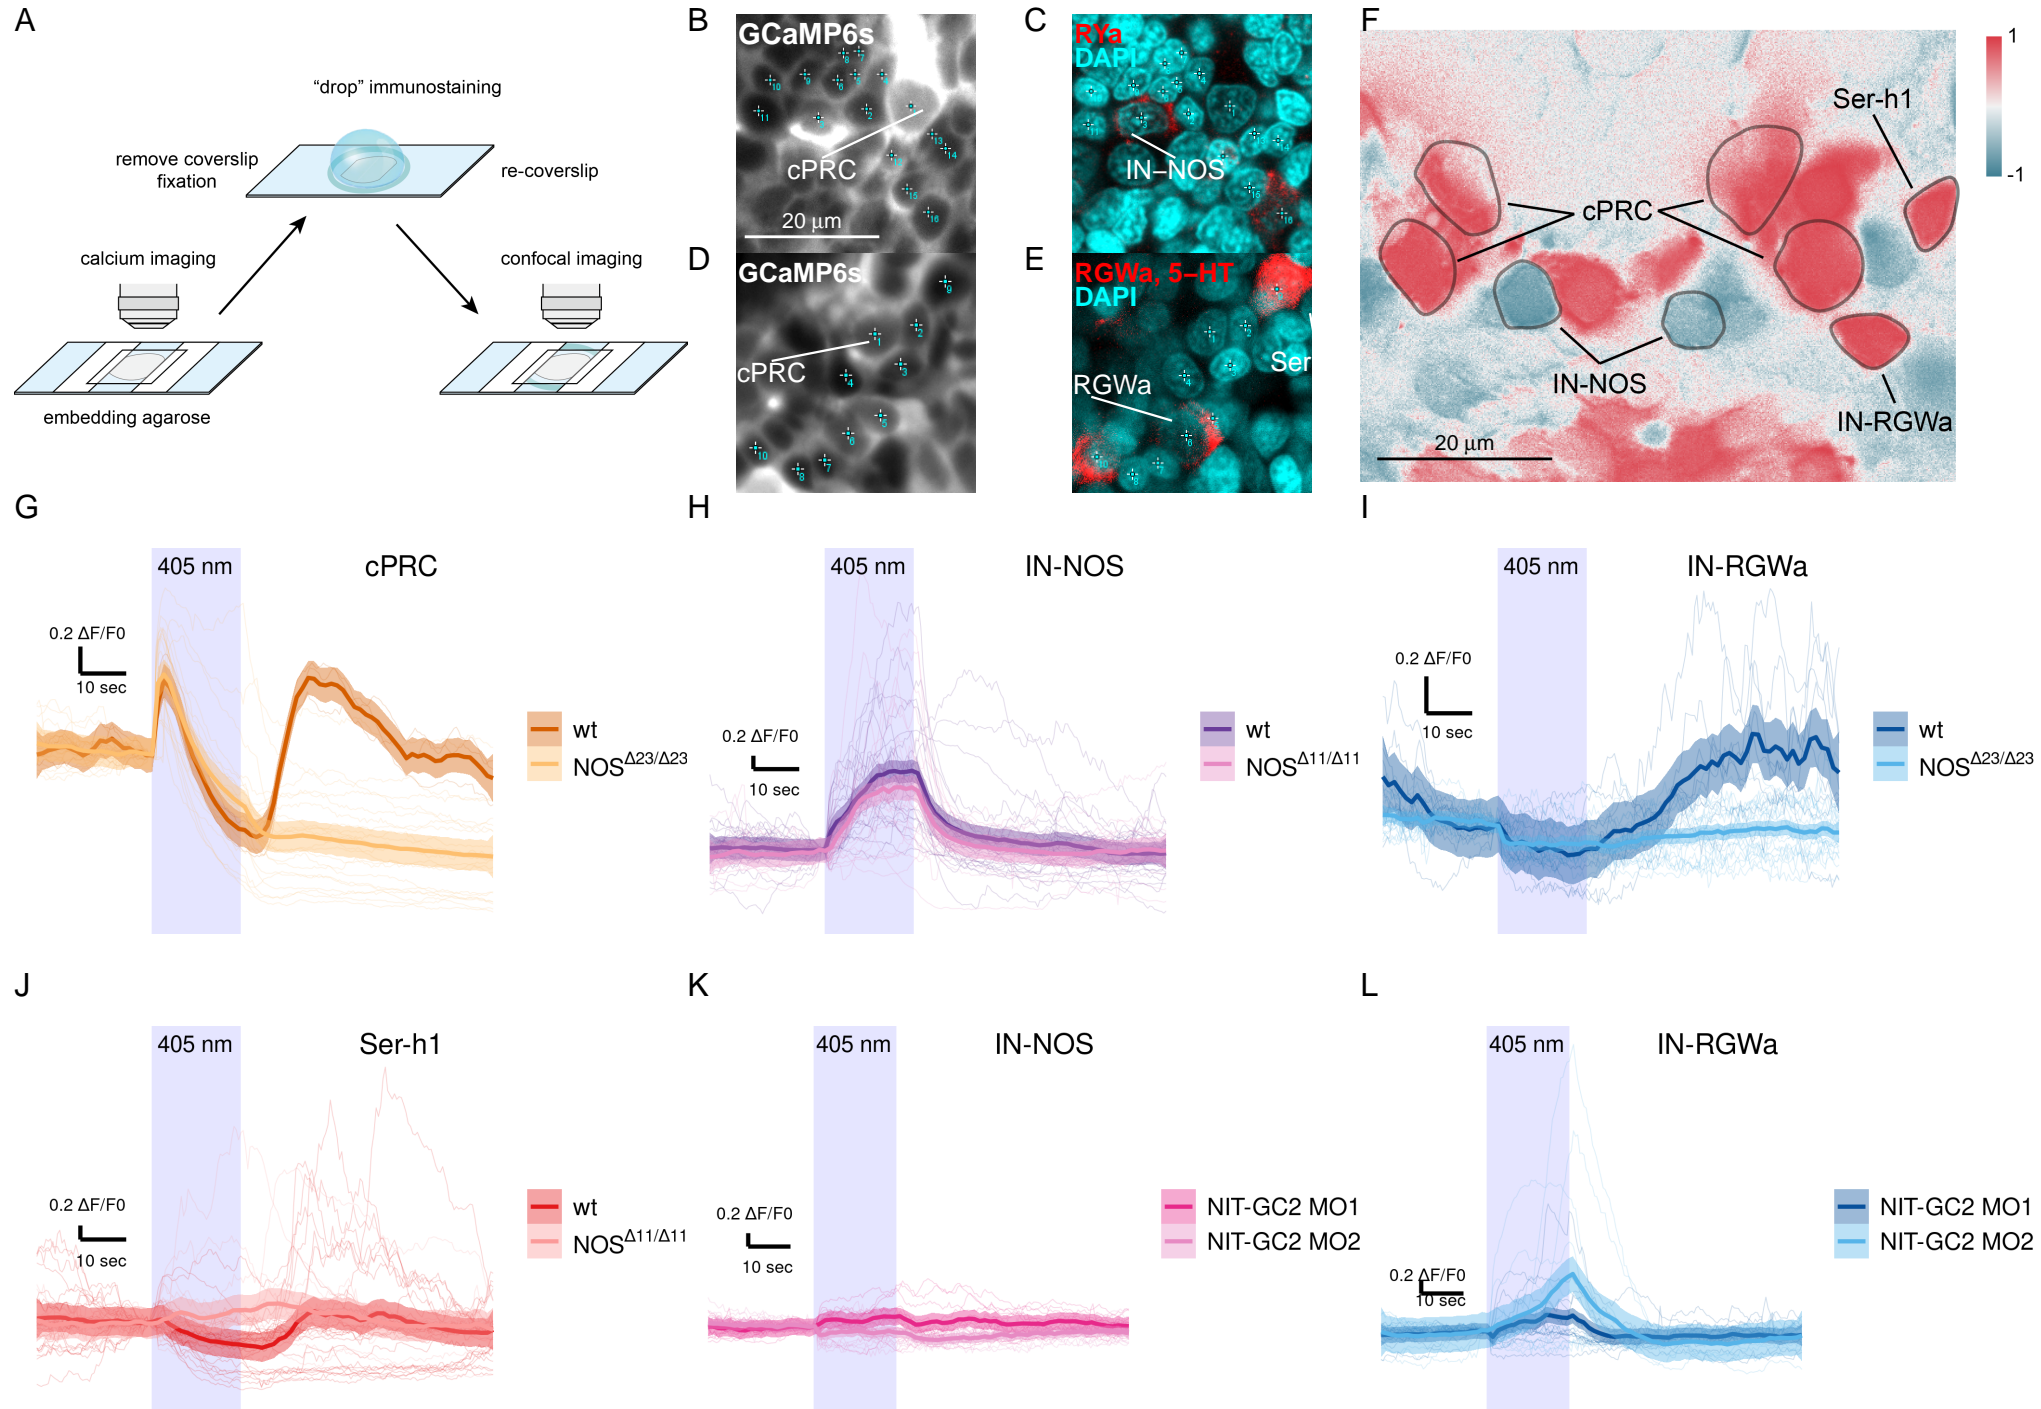 A
“drop” immunostaining
remove coverslip
fixation
re-coverslip
calcium imaging
confocal imaging
embedding agarose
B
GCaMP6s
cPRC
20 μm
C
RYa
DAPI
IN−NOS
D
GCaMP6s
cPRC
E
RGWa, 5−HT
DAPI
Ser
RGWa
F
1
-1
Ser-h1
cPRC
IN-NOS
IN-RGWa
20 μm
G
405 nm
cPRC
0.2 ΔF/F0
10 sec
wt
NOSΔ23/Δ23
H
405 nm
IN-NOS
0.2 ΔF/F0
10 sec
wt
NOSΔ11/Δ11
I
405 nm
IN-RGWa
0.2 ΔF/F0
10 sec
wt
NOSΔ23/Δ23
J
405 nm
Ser-h1
0.2 ΔF/F0
10 sec
wt
NOSΔ11/Δ11
K
405 nm
IN-NOS
0.2 ΔF/F0
10 sec
NIT-GC2 MO1
NIT-GC2 MO2
L
405 nm
IN-RGWa
0.2 ΔF/F0
10 sec
NIT-GC2 MO1
NIT-GC2 MO2